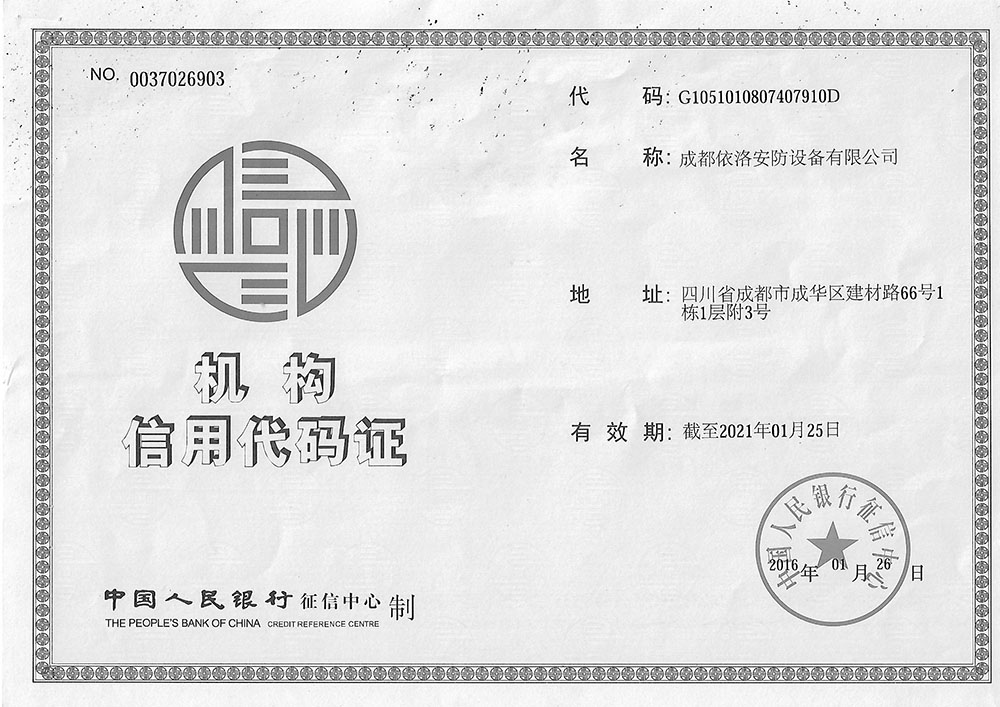 NO. 0037026903
代 码: G1051010807407910D
名 称: 成都依洛安防设备有限公司
地 址: 四川省成都市成华区建材路66号1
栋1层附3号
机构
信用代码证
有效期: 截至2021年01月25日
中国人民银行征信中心
2016年01月26日
中国人民银行征信中心 制
THE PEOPLE'S BANK OF CHINA CREDIT REFERENCE CENTRE